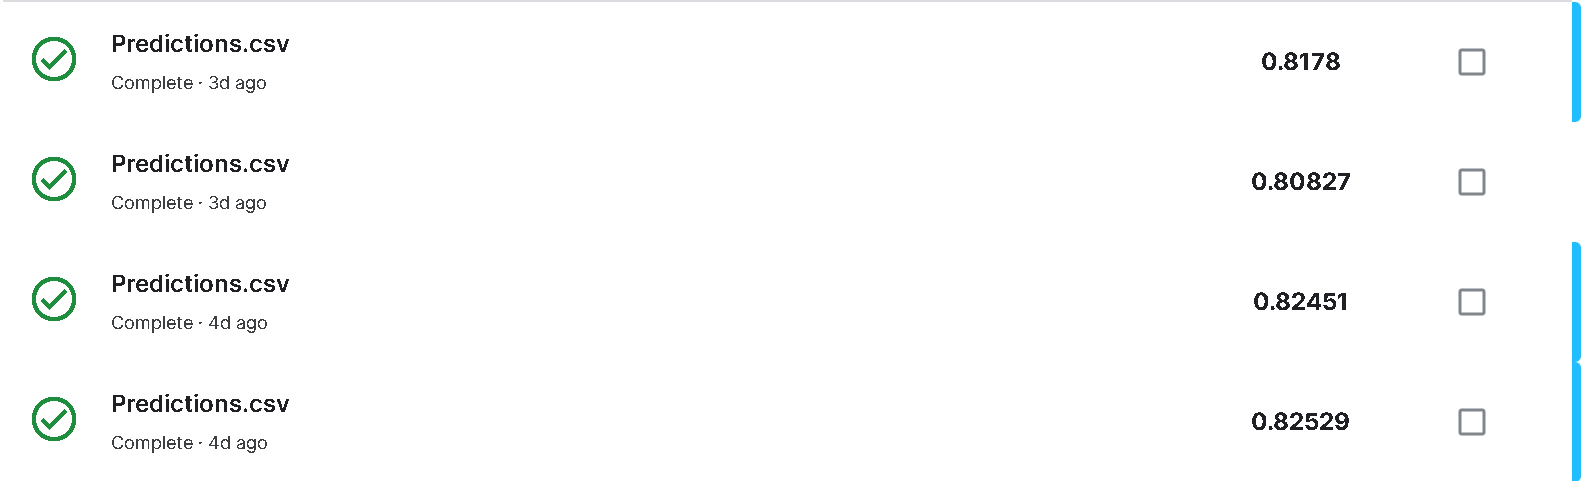 Predictions.csv
0.8178
Complete · 3d ago
Predictions.csv
0.80827
Complete · 3d ago
Predictions.csv
0.82451
Complete · 4d ago
Predictions.csv
0.82529
Complete · 4d ago